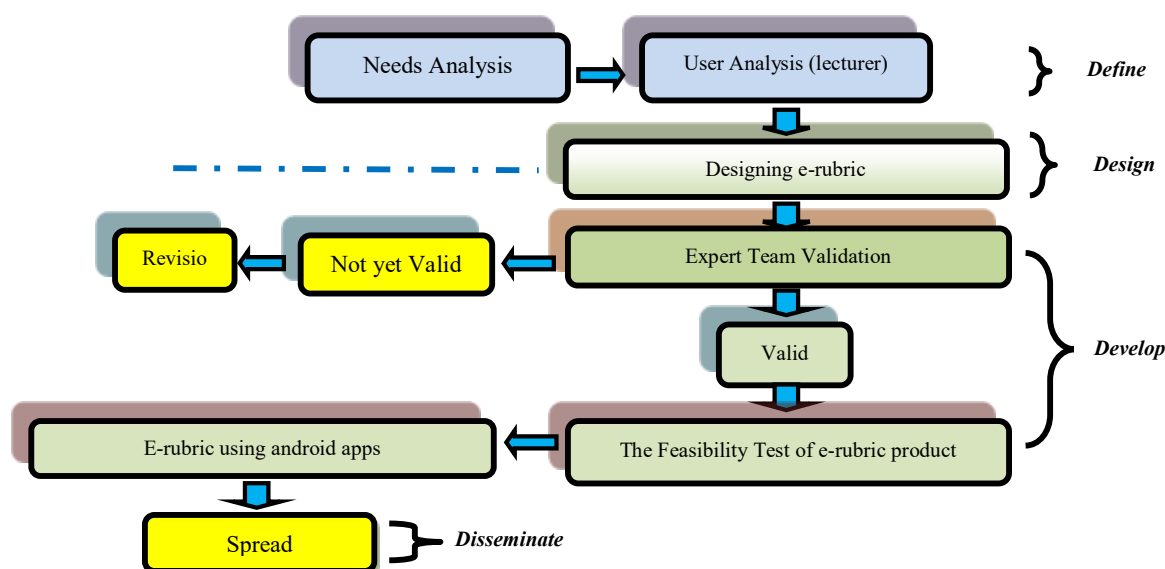 Needs Analysis
User Analysis (lecturer)
Define
Designing e-rubric
Design
Revisio
Not yet Valid
Expert Team Validation
Valid
Develop
E-rubric using android apps
The Feasibility Test of e-rubric product
Spread
Disseminate